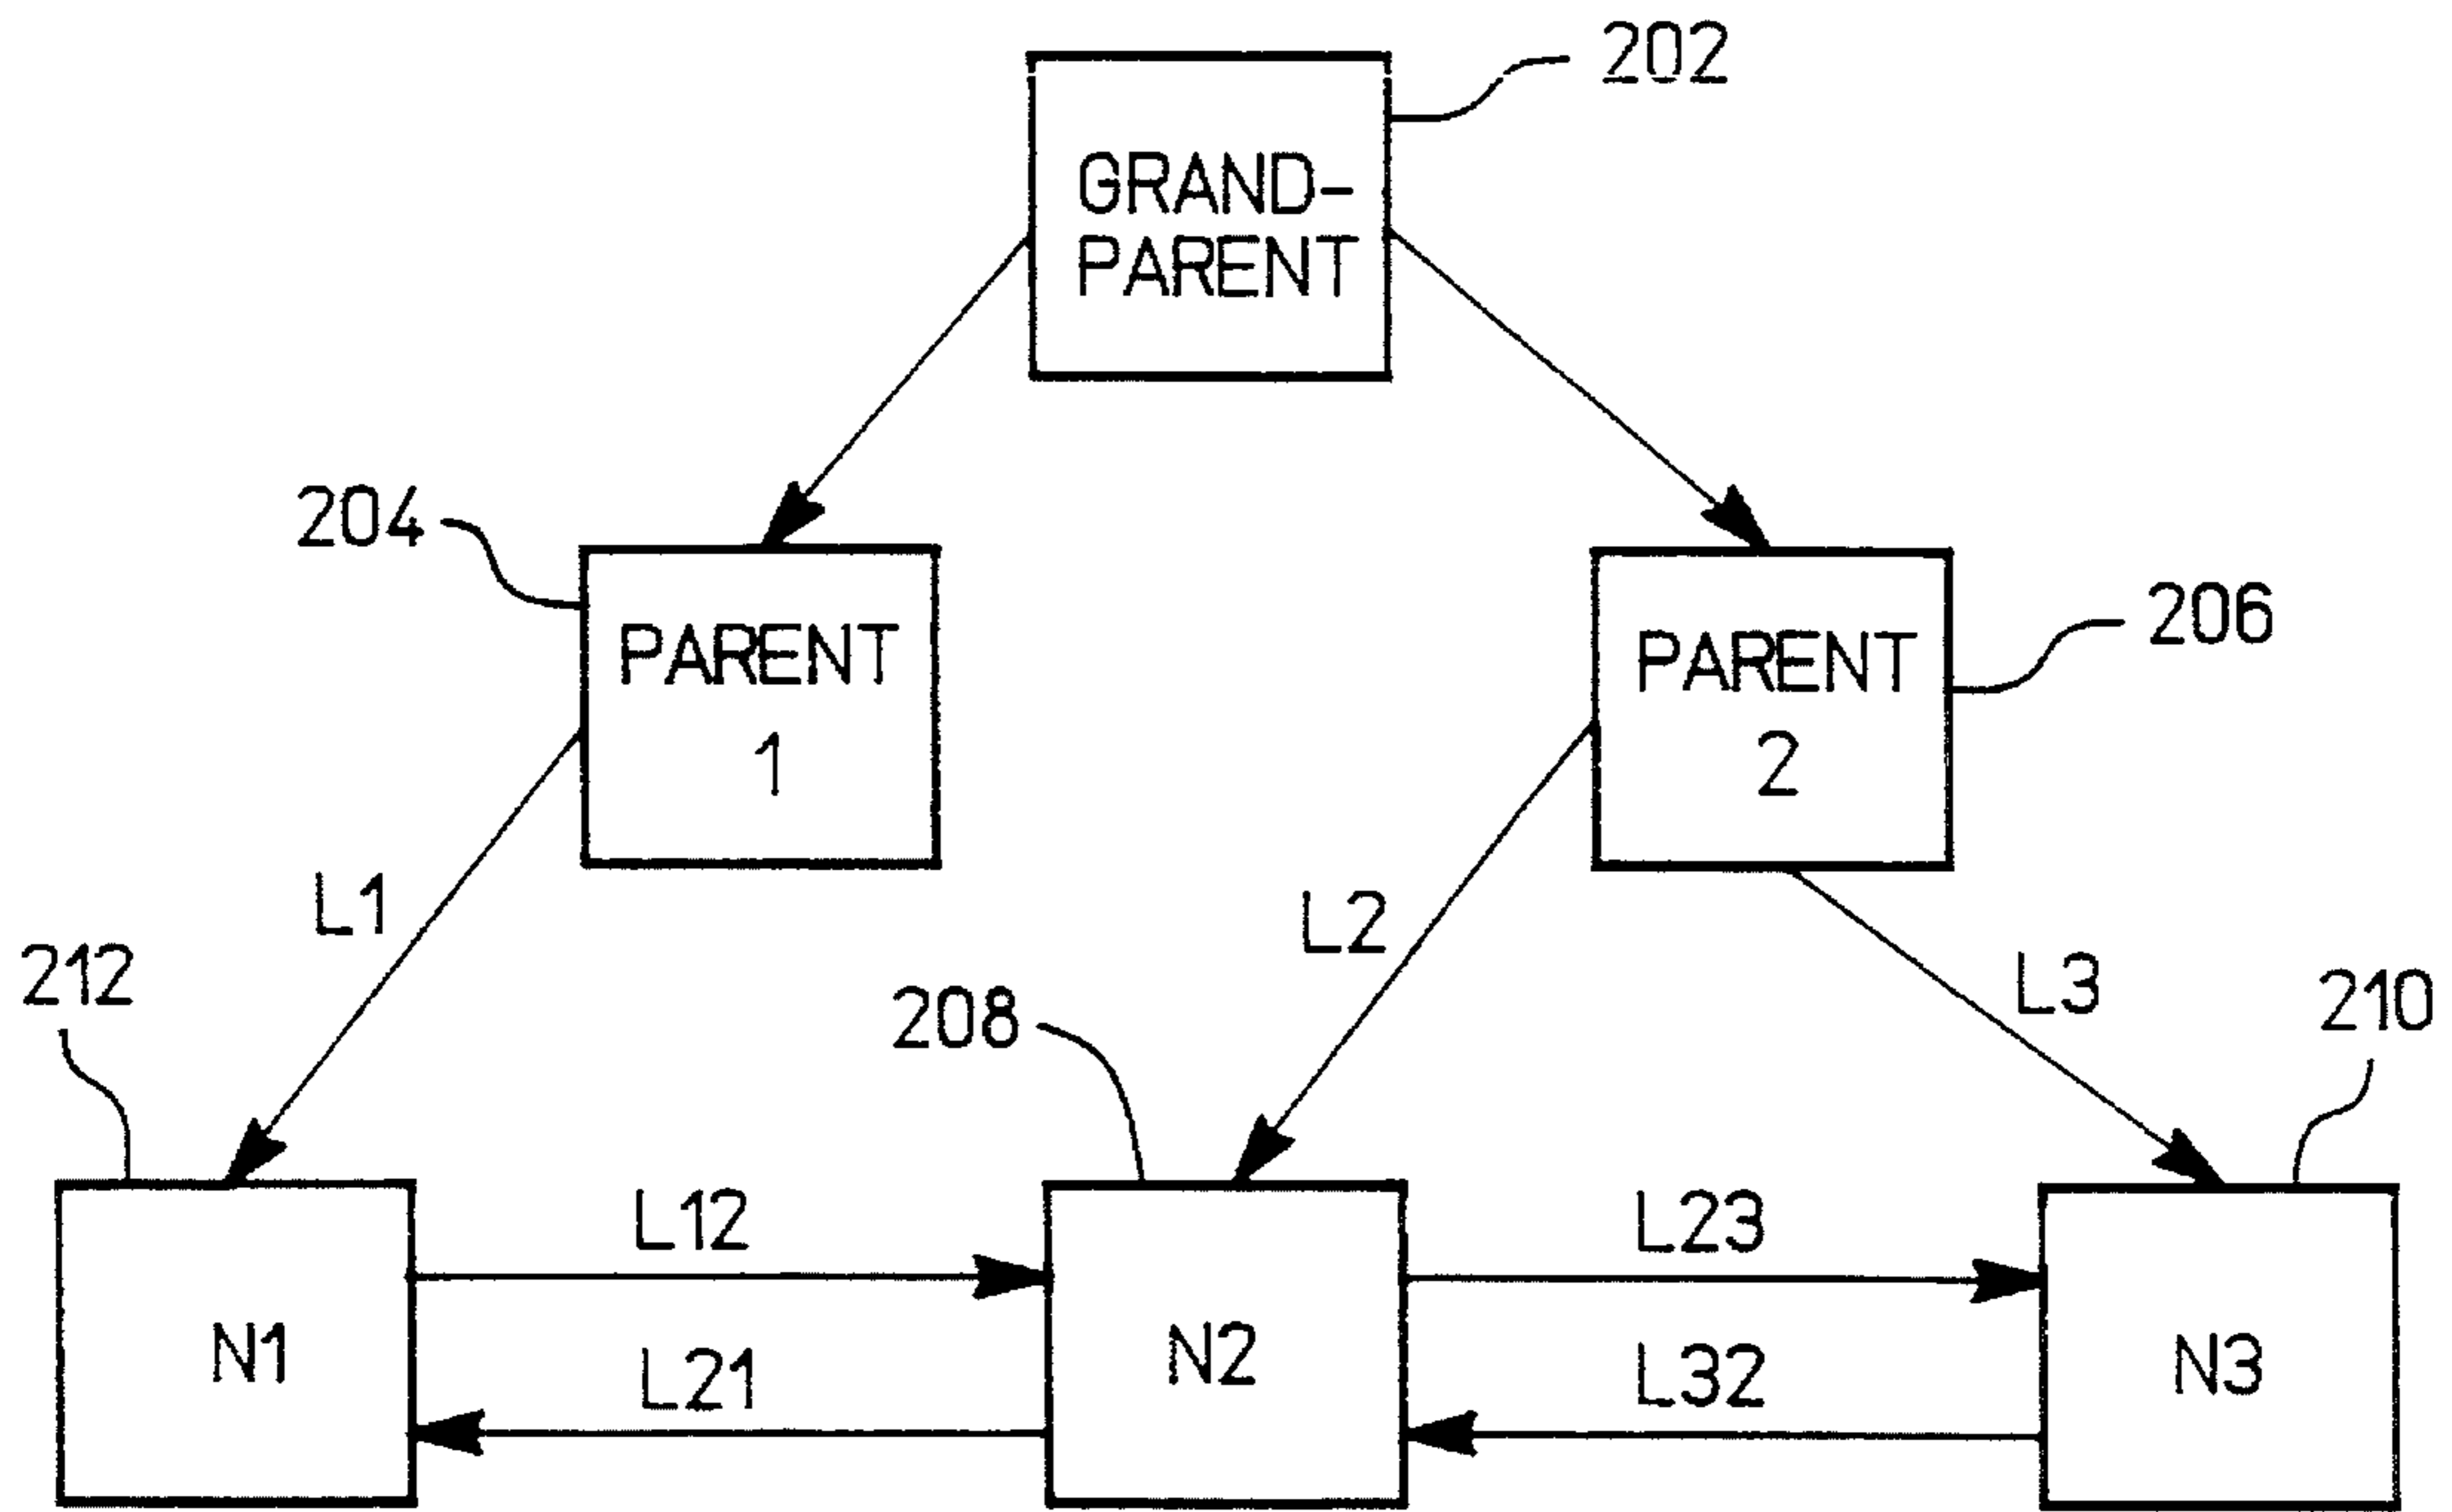 202
GRAND-
PARENT
204
PARENT
1
206
PARENT
2
L1
L2
L3
212
208
210
L12
L23
N1
N2
N3
L21
L32